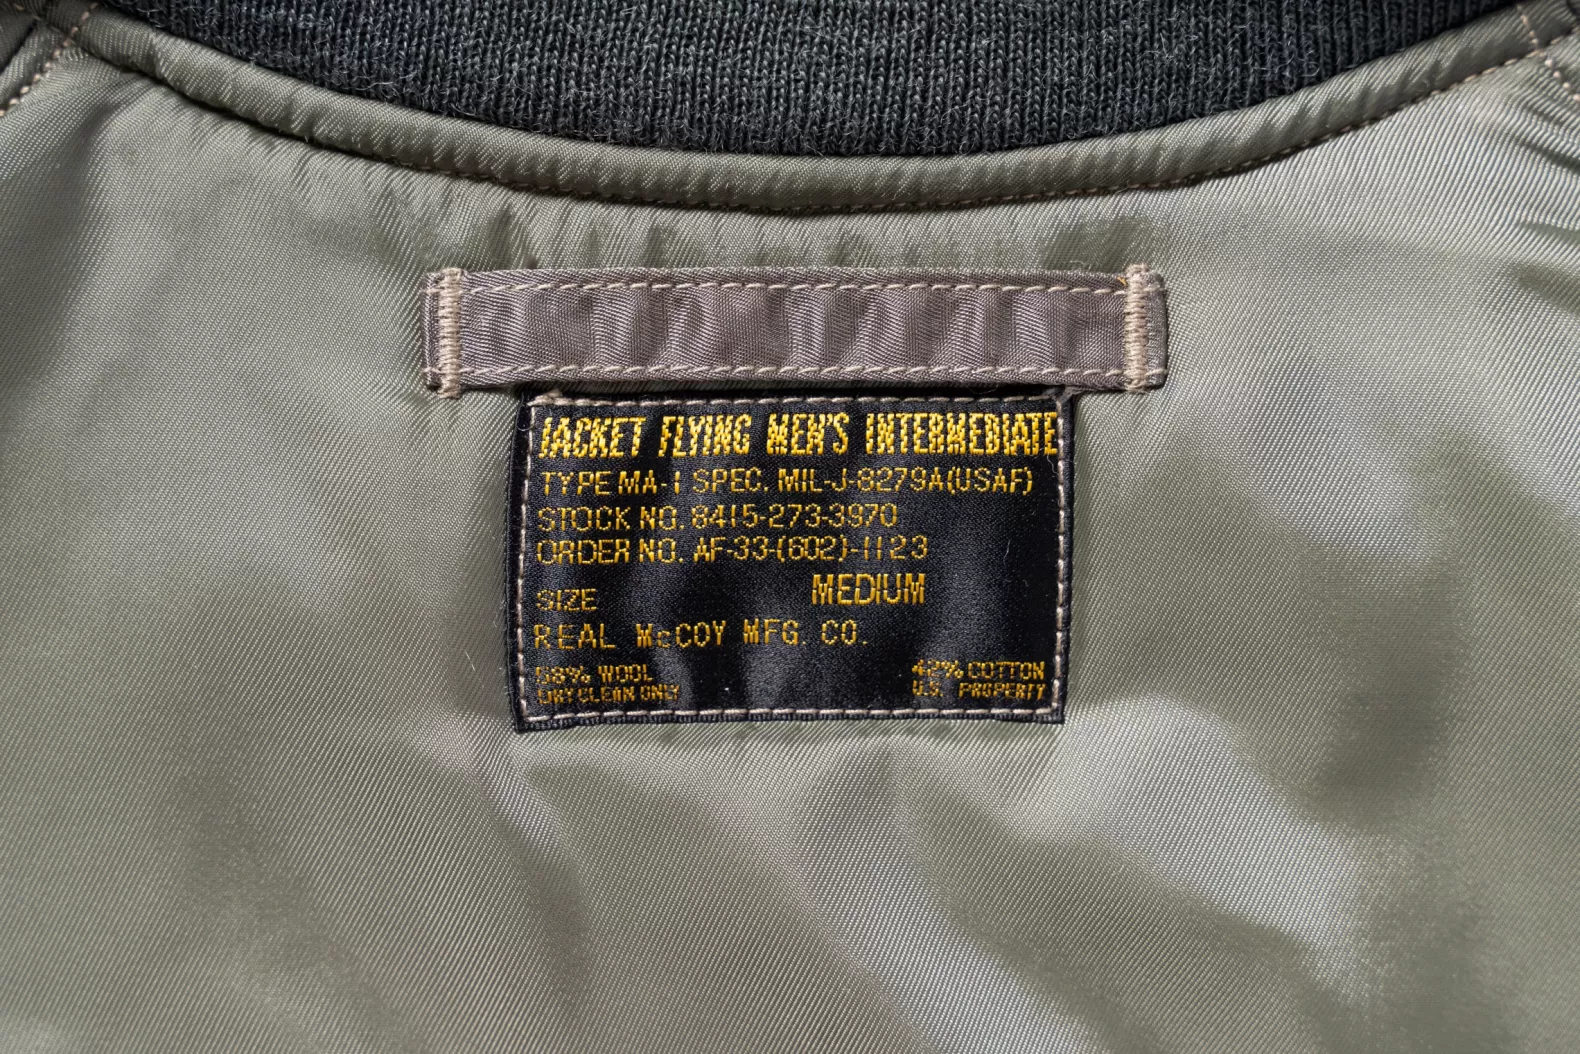 JACKET FLYING MEN'S INTERMEDIATE
TYPE MA-1 SPEC. MIL-J-8279A(USAF)
STOCK NO. 8415-273-3970
ORDER NO. AF-33-(602)-1123
SIZE MEDIUM
REAL McCOY MFG. CO.
58% WOOL 42% COTTON
DRY CLEAN ONLY U.S. PROPERTY